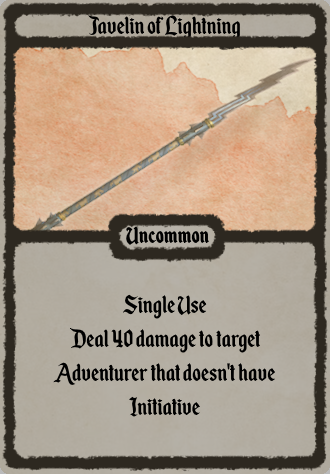 Javelin of Lightning
Uncommon
Single Use
Deal 40 damage to target
Adventurer that doesn't have
Initiative